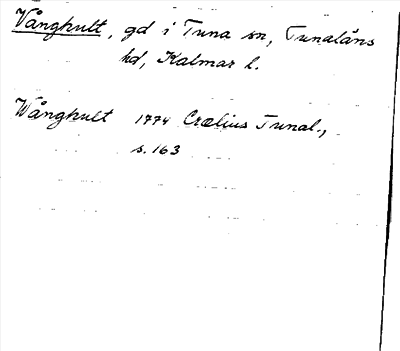 Vånghult, gd i Tuna sn, Tunaläns
hd, Kalmar l.
Wånghult 1774 Crælius Tunal.,
s. 163